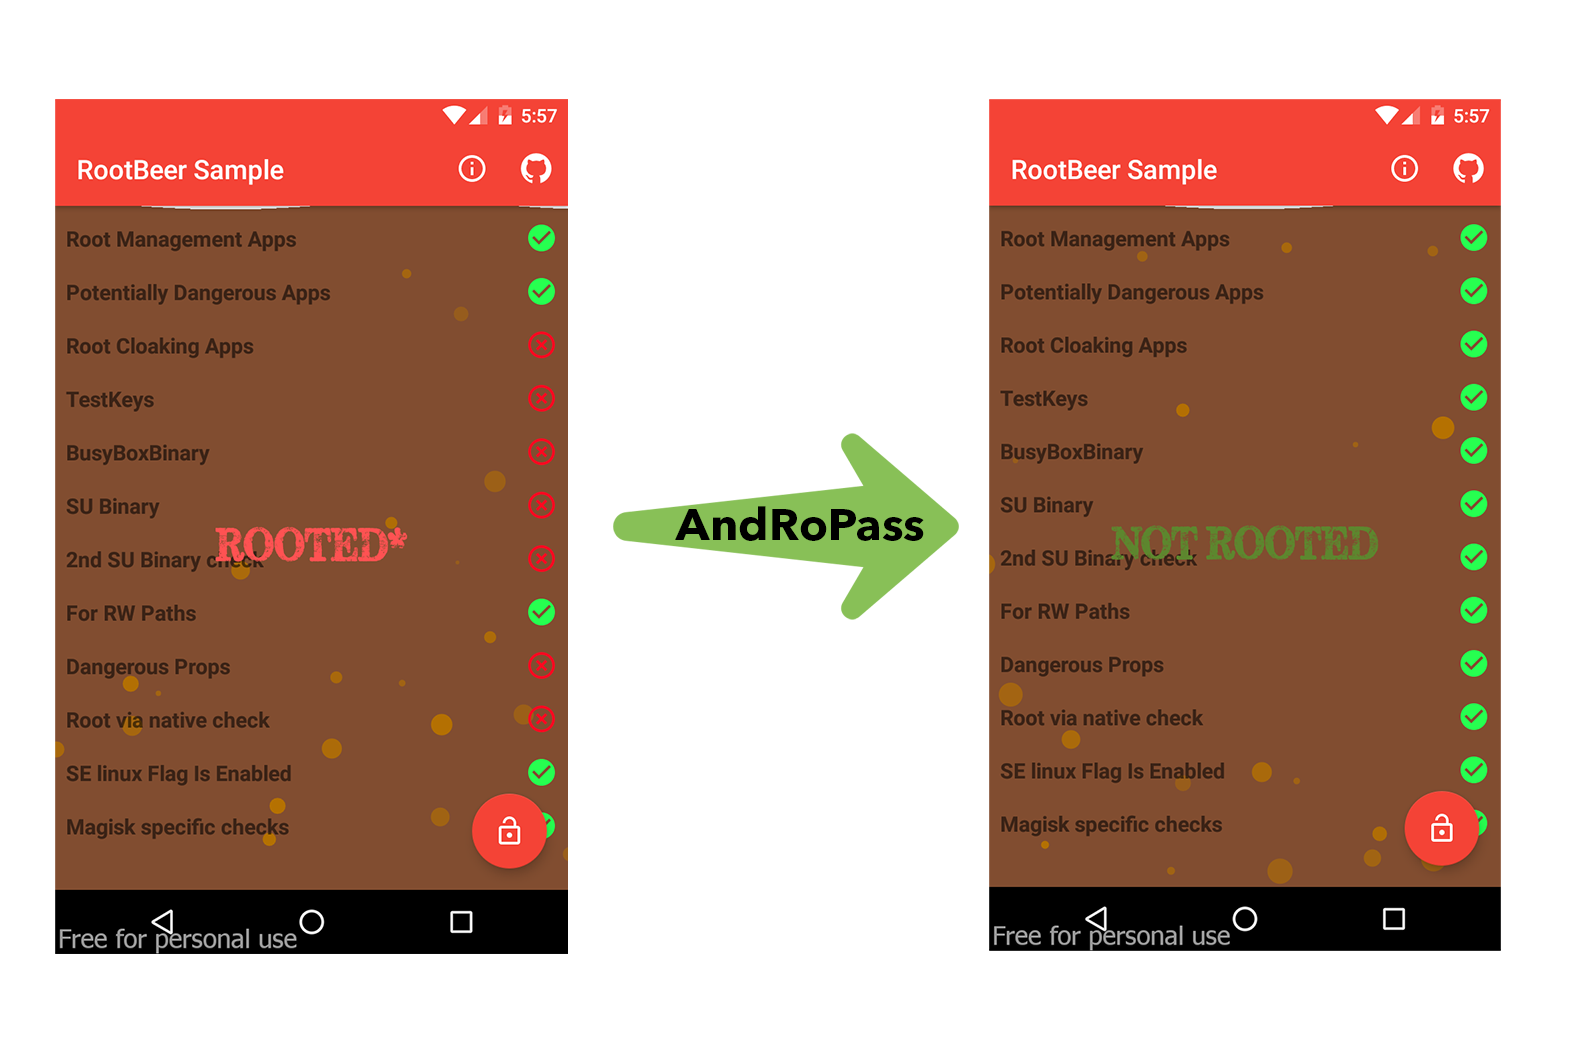 5:57
RootBeer Sample
Root Management Apps
Potentially Dangerous Apps
Root Cloaking Apps
TestKeys
BusyBoxBinary
SU Binary
ROOTED*
2nd SU Binary check
For RW Paths
Dangerous Props
Root via native check
SE linux Flag Is Enabled
Magisk specific checks
Free for personal use
AndRoPass
5:57
RootBeer Sample
Root Management Apps
Potentially Dangerous Apps
Root Cloaking Apps
TestKeys
BusyBoxBinary
SU Binary
NOT ROOTED
2nd SU Binary check
For RW Paths
Dangerous Props
Root via native check
SE linux Flag Is Enabled
Magisk specific checks
Free for personal use